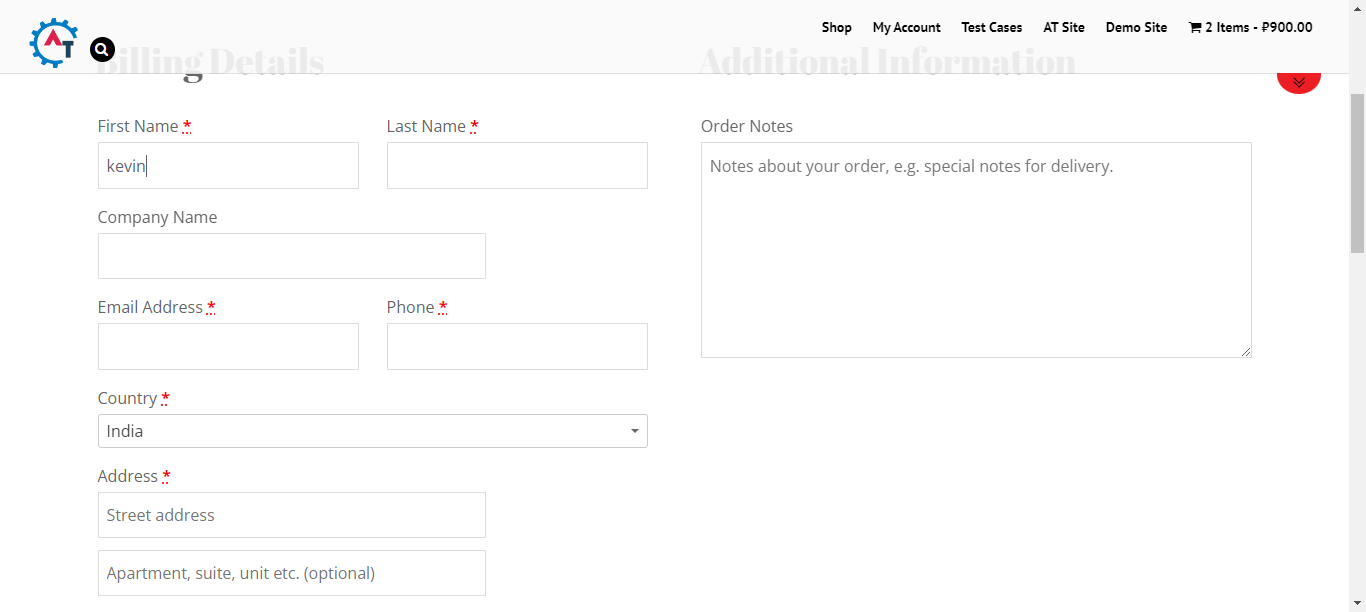 Shop My Account Test Cases AT Site Demo Site 2 Items - ₽900.00
AT
Billing Details
Additional Information
First Name *
Last Name *
Order Notes
kevin
Notes about your order, e.g. special notes for delivery.
Company Name
Email Address *
Phone *
Country *
India
Address *
Street address
Apartment, suite, unit etc. (optional)